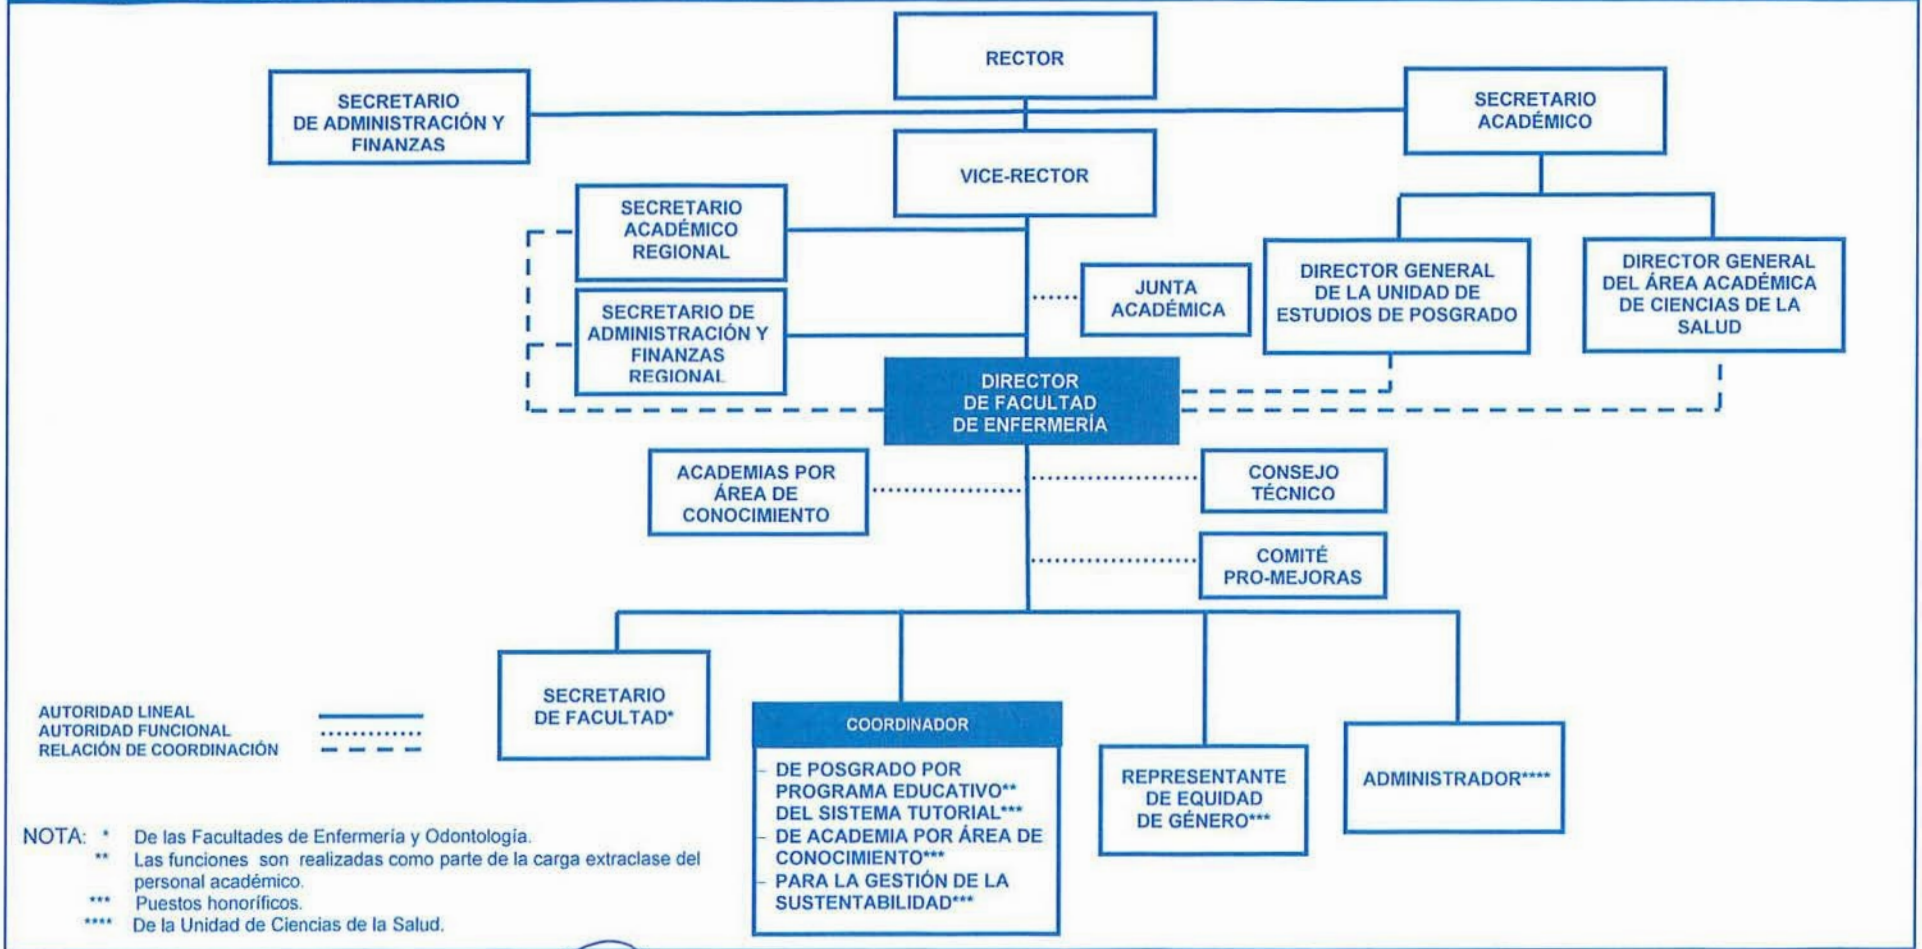 RECTOR
SECRETARIO
DE ADMINISTRACIÓN Y
FINANZAS
SECRETARIO
ACADÉMICO
VICE-RECTOR
SECRETARIO
ACADÉMICO
REGIONAL
SECRETARIO DE
ADMINISTRACIÓN Y
FINANZAS
REGIONAL
JUNTA
ACADÉMICA
DIRECTOR GENERAL
DE LA UNIDAD DE
ESTUDIOS DE POSGRADO
DIRECTOR GENERAL
DEL ÁREA ACADÉMICA
DE CIENCIAS DE LA
SALUD
DIRECTOR
DE FACULTAD
DE ENFERMERÍA
ACADEMIAS POR
ÁREA DE
CONOCIMIENTO
CONSEJO
TÉCNICO
COMITÉ
PRO-MEJORAS
SECRETARIO
DE FACULTAD*
COORDINADOR
– DE POSGRADO POR
PROGRAMA EDUCATIVO**
DEL SISTEMA TUTORIAL***
– DE ACADEMIA POR ÁREA DE
CONOCIMIENTO***
– PARA LA GESTIÓN DE LA
SUSTENTABILIDAD***
REPRESENTANTE
DE EQUIDAD
DE GÉNERO***
ADMINISTRADOR****
AUTORIDAD LINEAL
AUTORIDAD FUNCIONAL
RELACIÓN DE COORDINACIÓN
NOTA: * De las Facultades de Enfermería y Odontología.
** Las funciones son realizadas como parte de la carga extraclase del
personal académico.
*** Puestos honoríficos.
**** De la Unidad de Ciencias de la Salud.